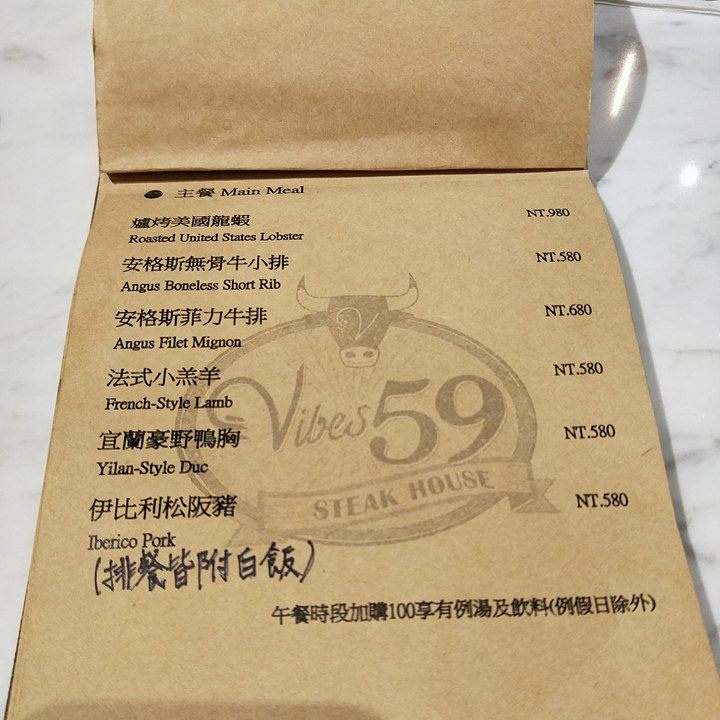 主餐 Main Meal
爐烤美國龍蝦 NT.980
Roasted United States Lobster
安格斯無骨牛小排 NT.580
Angus Boneless Short Rib
安格斯菲力牛排 NT.680
Angus Filet Mignon
法式小羔羊 NT.580
French-Style Lamb
宜蘭豪野鴨胸 NT.580
Yilan-Style Duc
伊比利松阪豬 NT.580
Iberico Pork
(排餐皆附白飯)
午餐時段加購100享有例湯及飲料(例假日除外)
Vibes 59
STEAK HOUSE